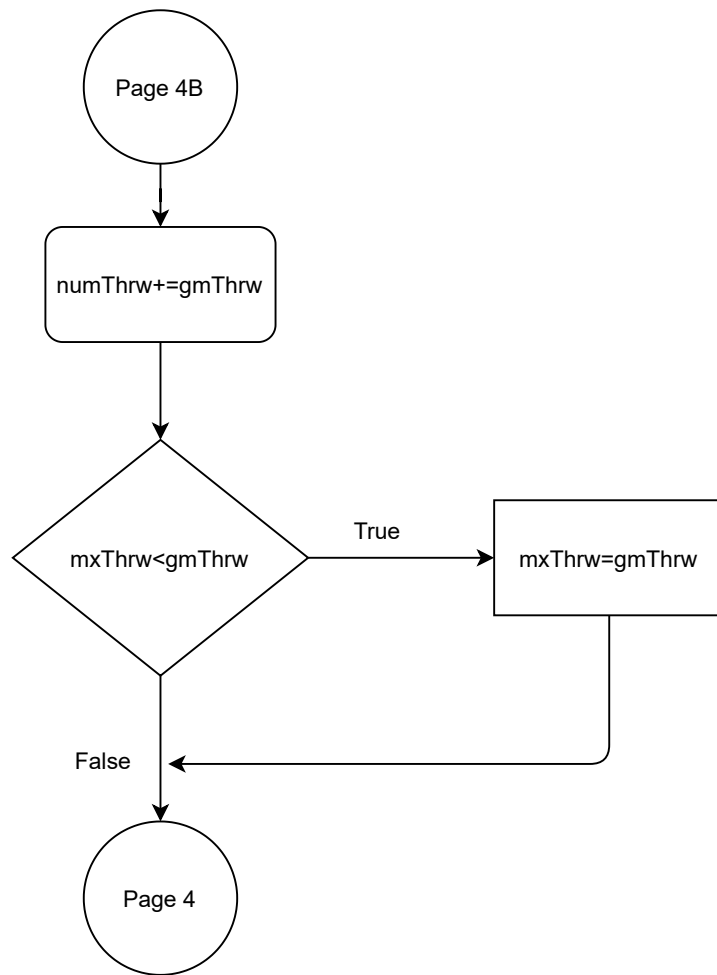 Page 4B
numThrw+=gmThrw
mxThrw<gmThrw
True
mxThrw=gmThrw
False
Page 4